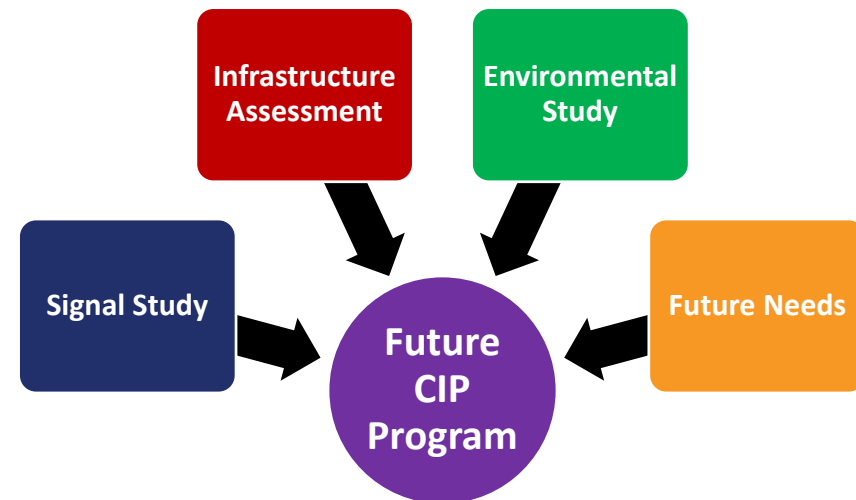 Infrastructure
Assessment
Environmental
Study
Signal Study
Future Needs
Future
CIP
Program